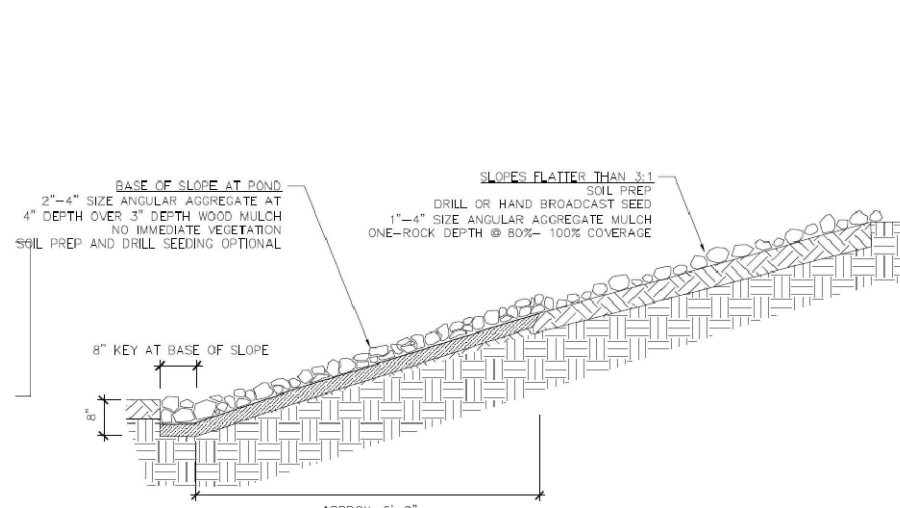 BASE OF SLOPE AT POND
2"-4" SIZE ANGULAR AGGREGATE AT
4" DEPTH OVER 3" DEPTH WOOD MULCH
NO IMMEDIATE VEGETATION
SOIL PREP AND DRILL SEEDING OPTIONAL
SLOPES FLATTER THAN 3:1
SOIL PREP
DRILL OR HAND BROADCAST SEED
1"-4" SIZE ANGULAR AGGREGATE MULCH
ONE-ROCK DEPTH @ 80%- 100% COVERAGE
8" KEY AT BASE OF SLOPE
8"